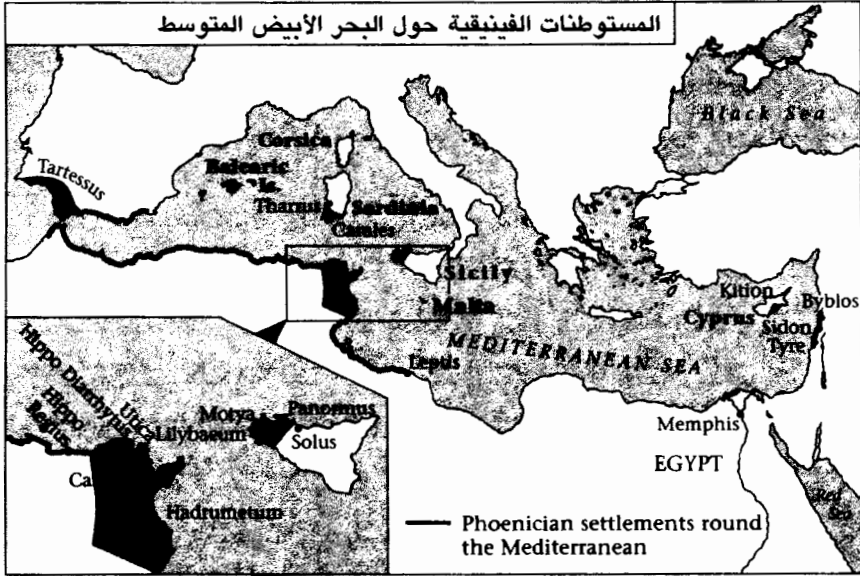 المستوطنات الفينيقية حول البحر الأبيض المتوسط
Black Sea
Corsica
Balearic
Is.
Tartessus
Tharrus
Sardinia
Carales
Sicily
Malta
Kition
Byblos
Cyprus
Sidon
Tyre
MEDITERRANEAN SEA
Leptis
Memphis
EGYPT
Red
Sea
Hippo Diarrhytus
Hippo
Regius
Utica
Motya
Panormus
Lilybaeum
Solus
Ca
Hadrumetum
Phoenician settlements round
the Mediterranean